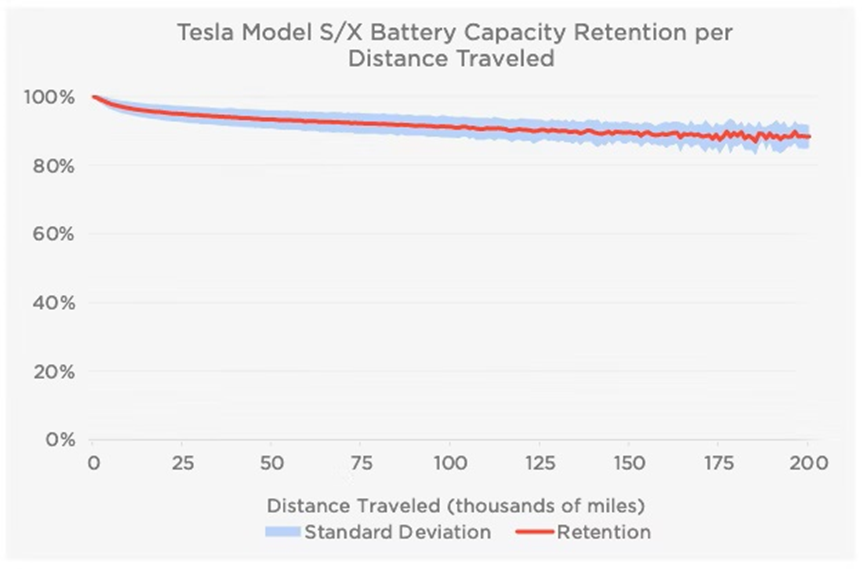 Tesla Model S/X Battery Capacity Retention per
Distance Traveled
100%
80%
60%
40%
20%
0%
0 25 50 75 100 125 150 175 200
Distance Traveled (thousands of miles)
Standard Deviation Retention